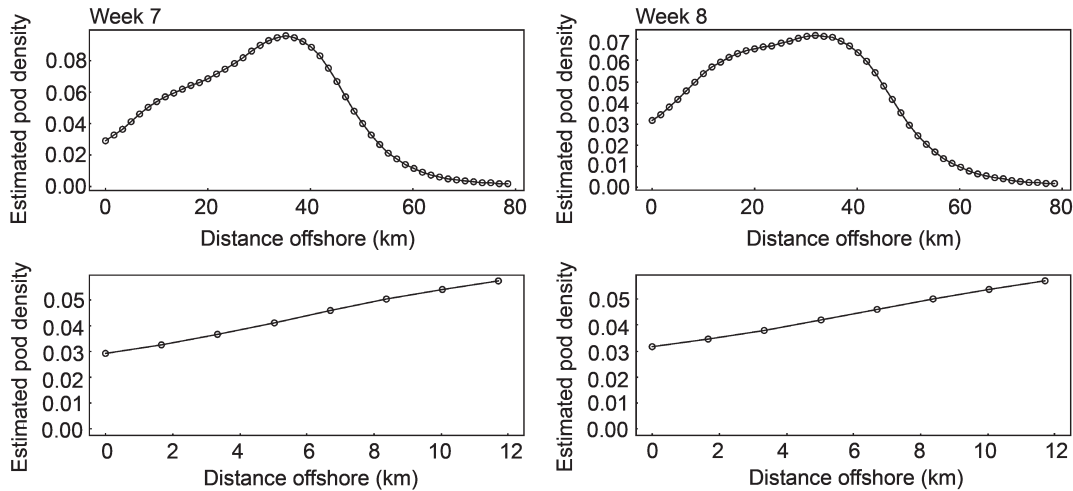 Week 7
Estimated pod density
0.08
0.06
0.04
0.02
0.00
0 20 40 60 80
Distance offshore (km)
Week 8
Estimated pod density
0.07
0.06
0.05
0.04
0.03
0.02
0.01
0.00
0 20 40 60 80
Distance offshore (km)
Estimated pod density
0.05
0.04
0.03
0.02
0.01
0.00
0 2 4 6 8 10 12
Distance offshore (km)
Estimated pod density
0.05
0.04
0.03
0.02
0.01
0.00
0 2 4 6 8 10 12
Distance offshore (km)